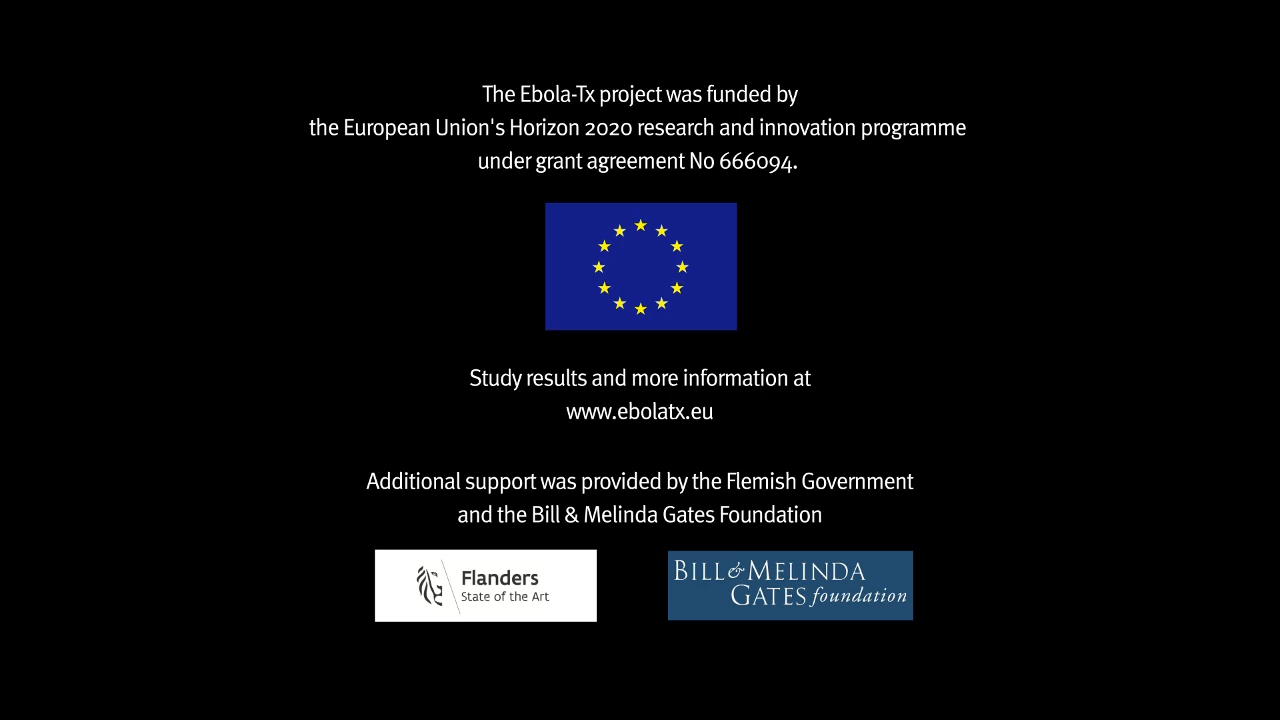 The Ebola-Tx project was funded by
the European Union's Horizon 2020 research and innovation programme
under grant agreement No 666094.
Study results and more information at
www.ebolatx.eu
Additional support was provided by the Flemish Government
and the Bill & Melinda Gates Foundation
Flanders
State of the Art
BILL & MELINDA
GATES foundation